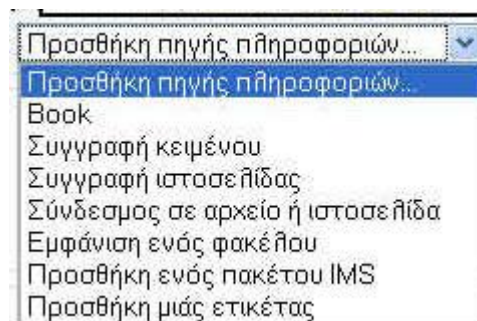 Προσθήκη πηγής πληροφοριών...
Προσθήκη πηγής πληροφοριών...
Book
Συγγραφή κειμένου
Συγγραφή ιστοσελίδας
Σύνδεσμος σε αρχείο ή ιστοσελίδα
Εμφάνιση ενός φακέλου
Προσθήκη ενός πακέτου IMS
Προσθήκη μιάς ετικέτας